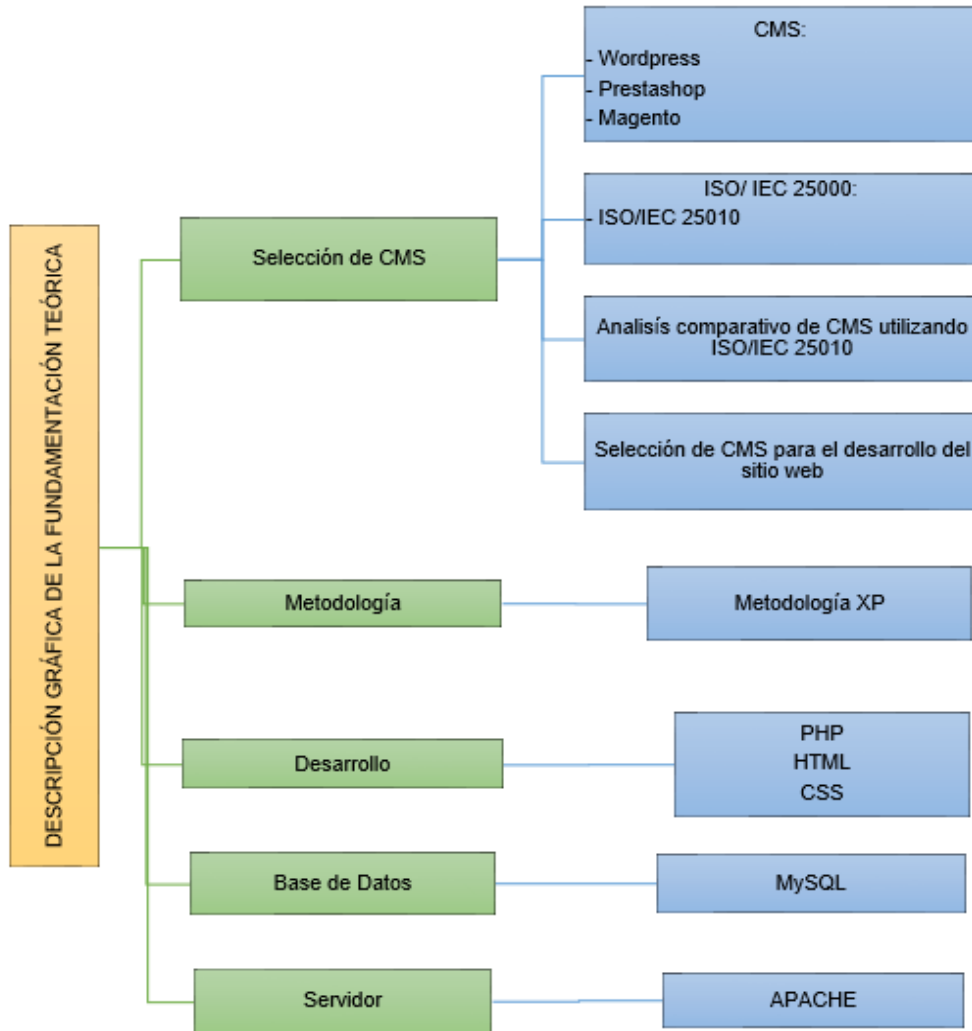 DESCRIPCIÓN GRÁFICA DE LA FUNDAMENTACIÓN TEÓRICA
Selección de CMS
CMS:
- Wordpress
- Prestashop
- Magento
ISO/ IEC 25000:
- ISO/IEC 25010
Analisís comparativo de CMS utilizando
ISO/IEC 25010
Selección de CMS para el desarrollo del
sitio web
Metodología
Metodología XP
Desarrollo
PHP
HTML
CSS
Base de Datos
MySQL
Servidor
APACHE